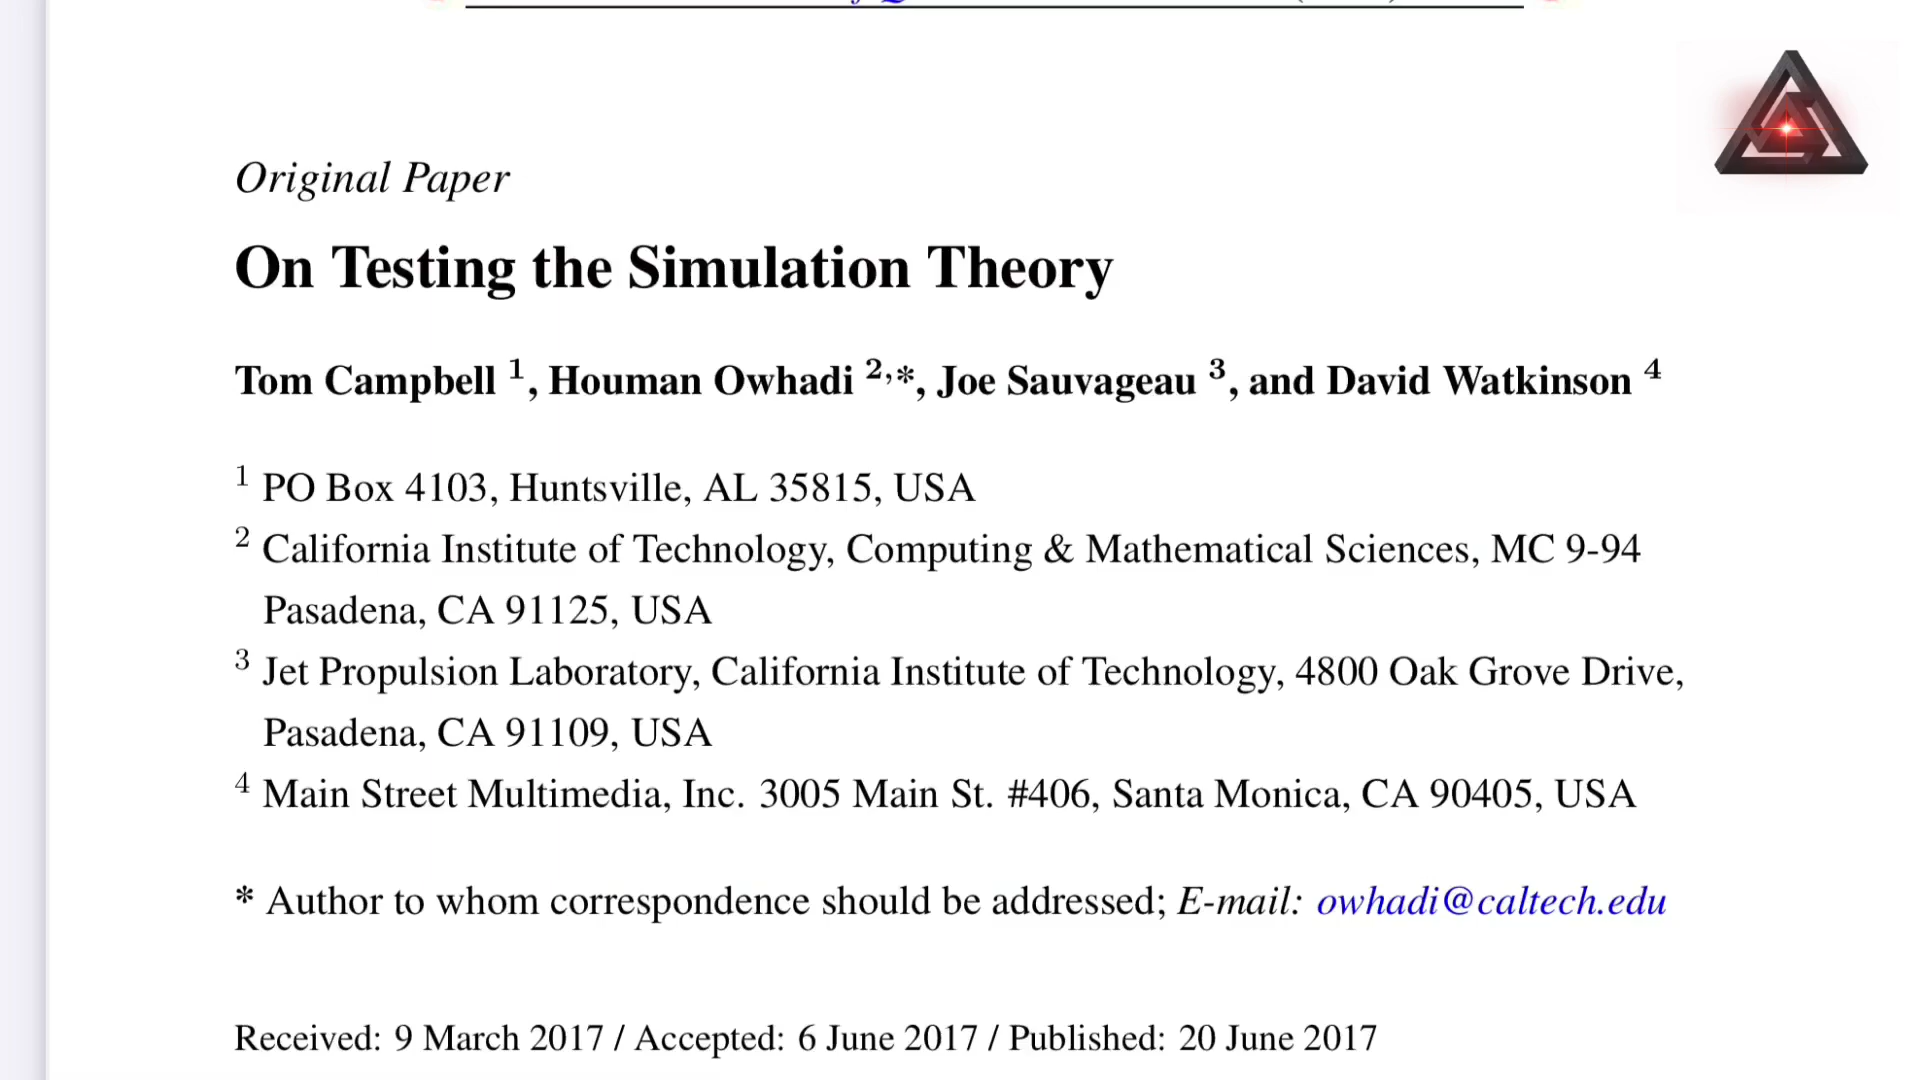 Original Paper
On Testing the Simulation Theory
Tom Campbell ¹, Houman Owhadi ²,*, Joe Sauvageau ³, and David Watkinson ⁴
¹ PO Box 4103, Huntsville, AL 35815, USA
² California Institute of Technology, Computing & Mathematical Sciences, MC 9-94
Pasadena, CA 91125, USA
³ Jet Propulsion Laboratory, California Institute of Technology, 4800 Oak Grove Drive,
Pasadena, CA 91109, USA
⁴ Main Street Multimedia, Inc. 3005 Main St. #406, Santa Monica, CA 90405, USA
* Author to whom correspondence should be addressed; E-mail: owhadi@caltech.edu
Received: 9 March 2017 / Accepted: 6 June 2017 / Published: 20 June 2017